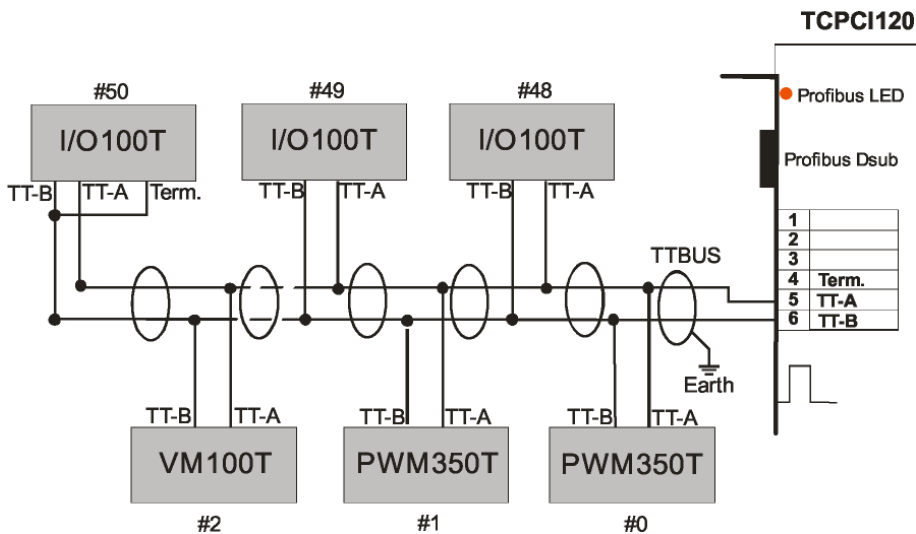 TCPCI120
#50 #49 #48
Profibus LED
I/O100T I/O100T I/O100T
Profibus Dsub
TT-B TT-A Term. TT-B TT-A TT-B TT-A
1
2
3
4 Term.
5 TT-A
6 TT-B
TTBUS
Earth
TT-B TT-A TT-B TT-A TT-B TT-A
VM100T PWM350T PWM350T
#2 #1 #0